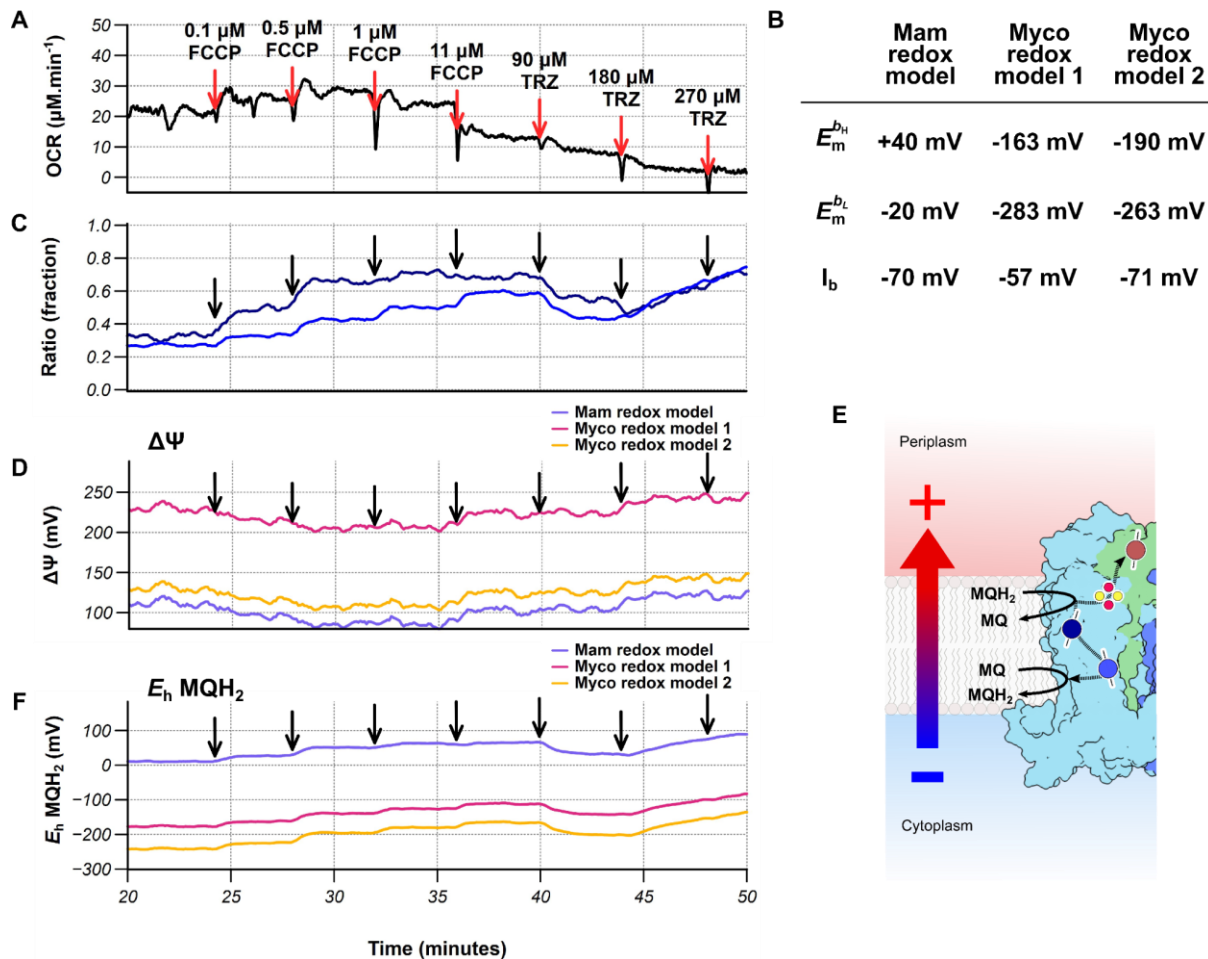 A
OCR (µM.min⁻¹)
50
40
30
20
10
0
0.1 µM
FCCP
0.5 µM
FCCP
1 µM
FCCP
11 µM
FCCP
90 µM
TRZ
180 µM
TRZ
270 µM
TRZ
B
Mam
redox
model
Myco
redox
model 1
Myco
redox
model 2
E_m^{b_H} +40 mV -163 mV -190 mV
E_m^{b_L} -20 mV -283 mV -263 mV
I_b -70 mV -57 mV -71 mV
C
Ratio (fraction)
1.0
0.8
0.6
0.4
0.2
0.0
20
25
30
35
40
45
50
Mam redox model
Myco redox model 1
Myco redox model 2
D
ΔΨ
ΔΨ (mV)
250
200
150
100
Mam redox model
Myco redox model 1
Myco redox model 2
E
Periplasm
+
MQH₂
MQ
MQ
MQH₂
−
Cytoplasm
F
E_h MQH₂
E_h MQH₂ (mV)
100
0
−100
−200
−300
20
25
30
35
40
45
50
Time (minutes)